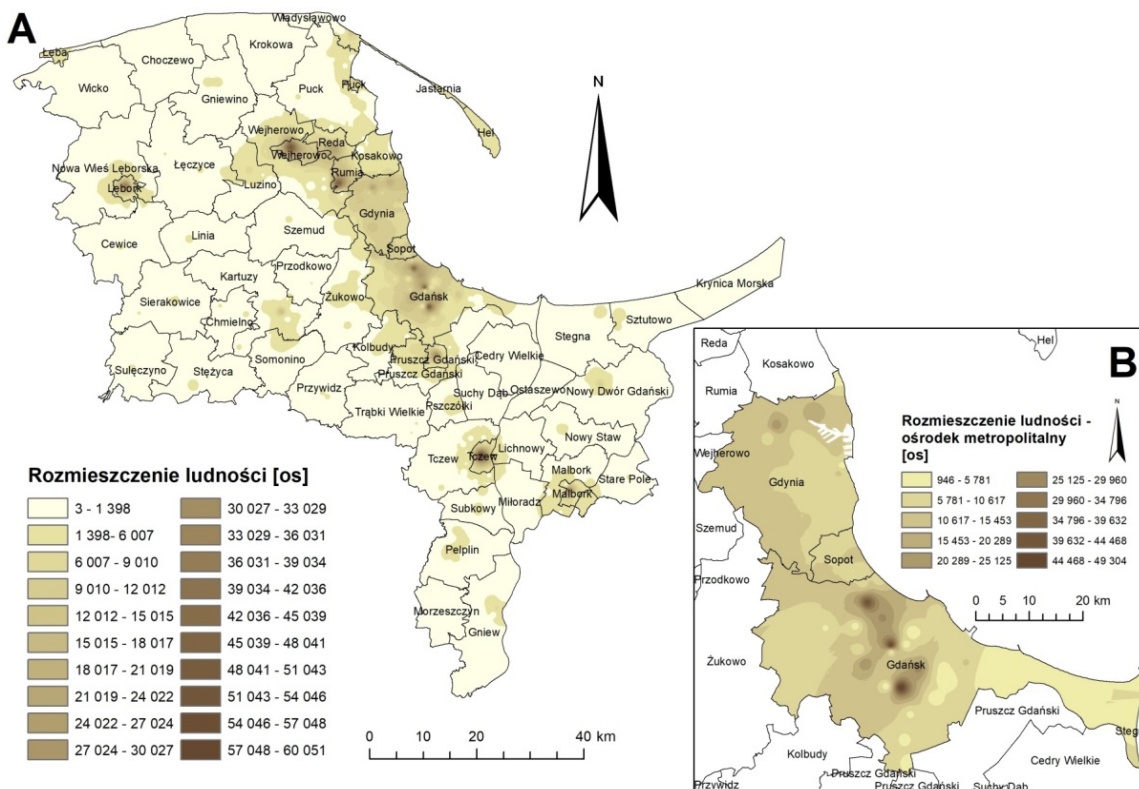 A
Władysławowo
Krokowa
Łeba
Choczewo
Wicko
Gniewino
Puck
Puck
Jastarnia
Hel
N
Wejherowo
Reda
Wejherowo
Kosakowo
Rumia
Nowa Wieś Lęborska
Łęczyce
Lębork
Luzino
Gdynia
Cewice
Linia
Szemud
Sopot
Kartuzy
Przodkowo
Żukowo
Gdańsk
Krynica Morska
Sierakowice
Chmielno
Stegna
Sztutowo
Sulęczyno
Stężyca
Somonino
Kolbudy
Pruszcz Gdański
Pruszcz Gdański
Cedry Wielkie
Przywidz
Suchy Dąb
Ostaszewo
Nowy Dwór Gdański
Trąbki Wielkie
Pszczółki
Nowy Staw
Tczew
Tczew
Lichnowy
Malbork
Stare Pole
Malbork
Miłoradz
Subkowy
Pelplin
Morzeszczyn
Gniew
Rozmieszczenie ludności [os]
3 - 1 398
1 398- 6 007
6 007 - 9 010
9 010 - 12 012
12 012 - 15 015
15 015 - 18 017
18 017 - 21 019
21 019 - 24 022
24 022 - 27 024
27 024 - 30 027
30 027 - 33 029
33 029 - 36 031
36 031 - 39 034
39 034 - 42 036
42 036 - 45 039
45 039 - 48 041
48 041 - 51 043
51 043 - 54 046
54 046 - 57 048
57 048 - 60 051
0 10 20 40 km
B
Reda
Hel
Kosakowo
Rumia
N
Wejherowo
Gdynia
Szemud
Sopot
Przodkowo
Żukowo
Gdańsk
Pruszcz Gdański
Stegn
Kolbudy
Cedry Wielkie
Pruszcz Gdański
Pruszcz Gdański
Przywidz
Suchy Dąb
Rozmieszczenie ludności -
ośrodek metropolitalny
[os]
946 - 5 781
5 781 - 10 617
10 617 - 15 453
15 453 - 20 289
20 289 - 25 125
25 125 - 29 960
29 960 - 34 796
34 796 - 39 632
39 632 - 44 468
44 468 - 49 304
0 10 20 km